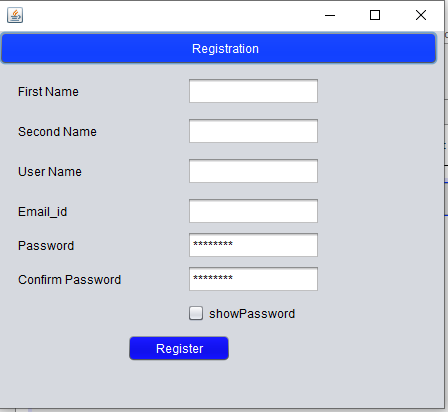 Registration
First Name
Second Name
User Name
Email_id
Password ********
Confirm Password ********
showPassword
Register